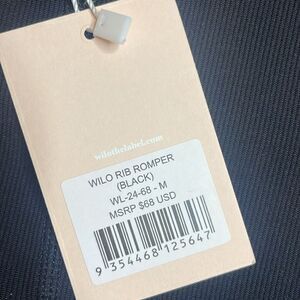 wilothelabel.com
WILO RIB ROMPER
(BLACK)
WL-24-68 - M
MSRP $68 USD
9 354468 125647